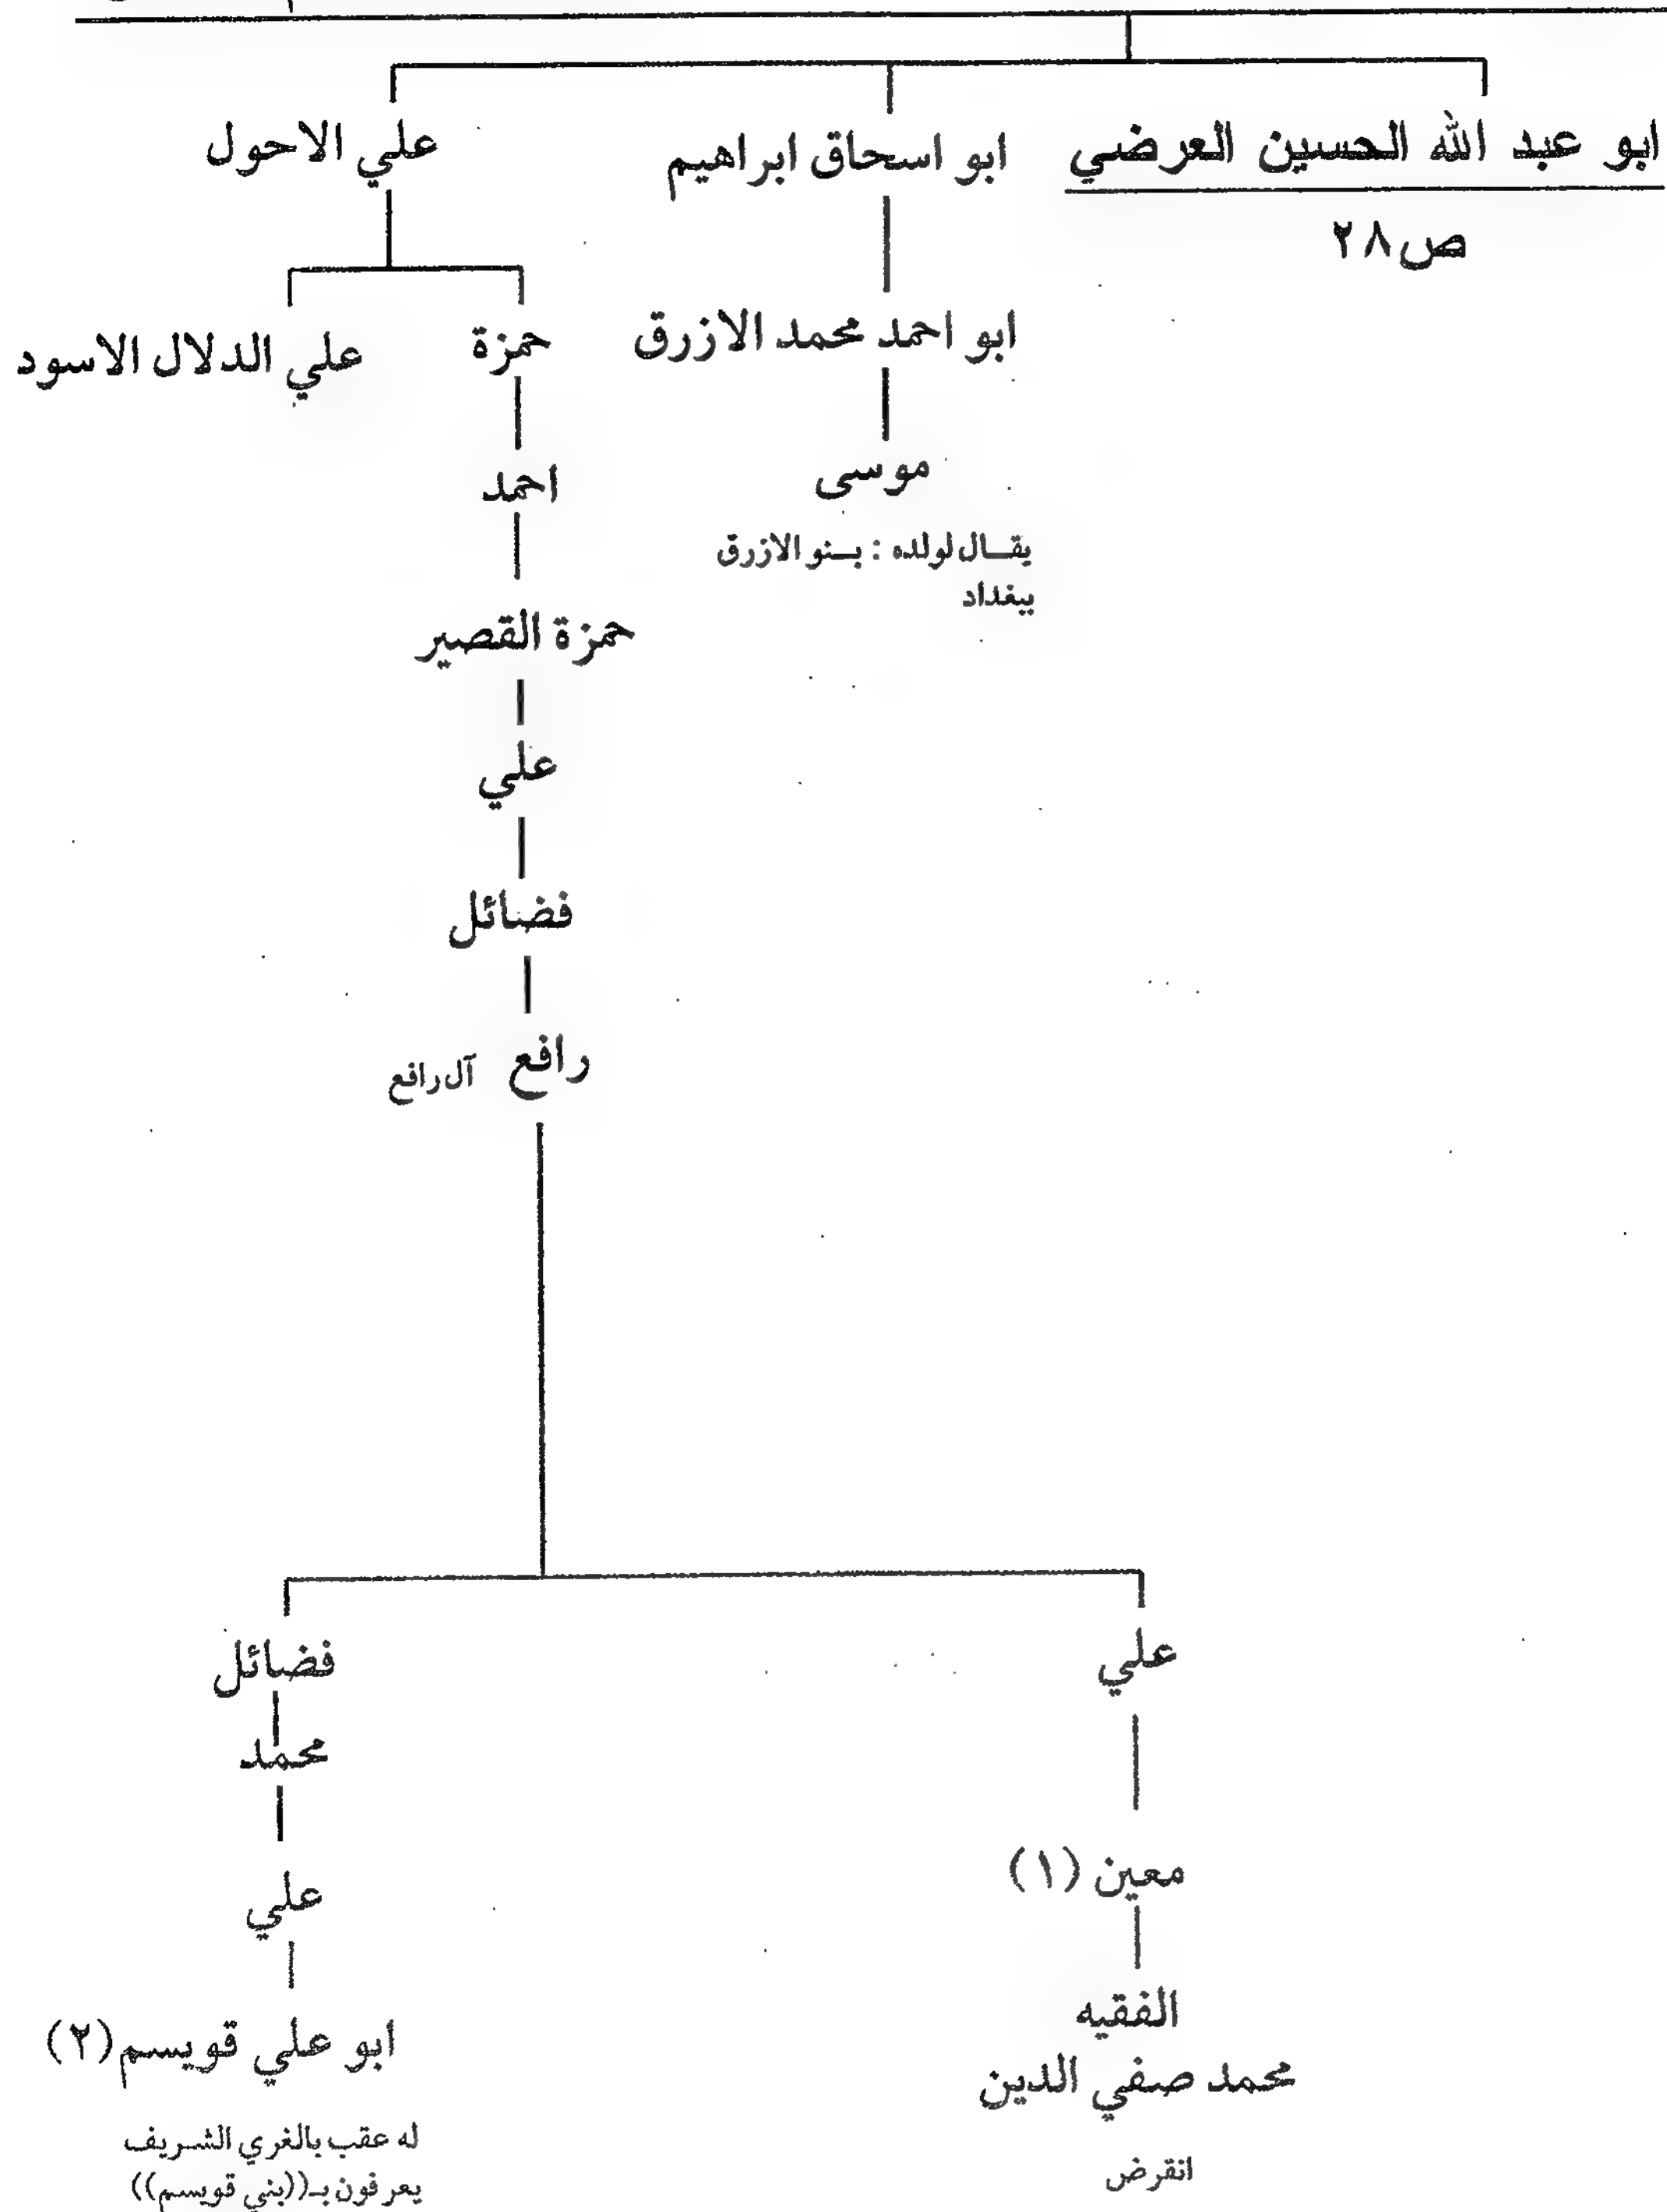 ابو عبد الله الحسين العرضي
ص٢٨
ابو اسحاق ابراهيم
علي الاحول
ابو احمد محمد الازرق
حمزة
علي الدلال الاسود
موسى
يقال لولده : بنو الازرق
ببغداد
احمد
حمزة القصير
علي
فضائل
رافع
آل رافع
علي
فضائل
محمد
معين (١)
علي
الفقيه
محمد صفي الدين
انقرض
ابو علي قويسم (٢)
له عقب بالغري الشريف
يعرفون بـ((بني قويسم))